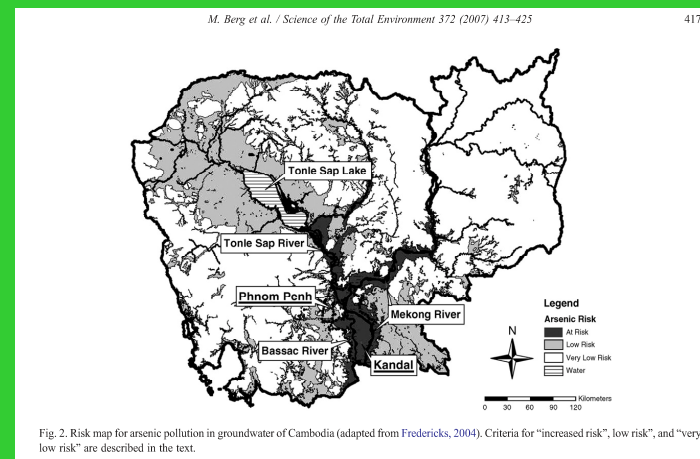 M. Berg et al. / Science of the Total Environment 372 (2007) 413–425
417
Tonle Sap Lake
Tonle Sap River
Phnom Penh
Mekong River
Bassac River
Kandal
N
Legend
Arsenic Risk
At Risk
Low Risk
Very Low Risk
Water
Kilometers
0 30 60 90 120
Fig. 2. Risk map for arsenic pollution in groundwater of Cambodia (adapted from Fredericks, 2004). Criteria for “increased risk”, low risk”, and “very
low risk” are described in the text.